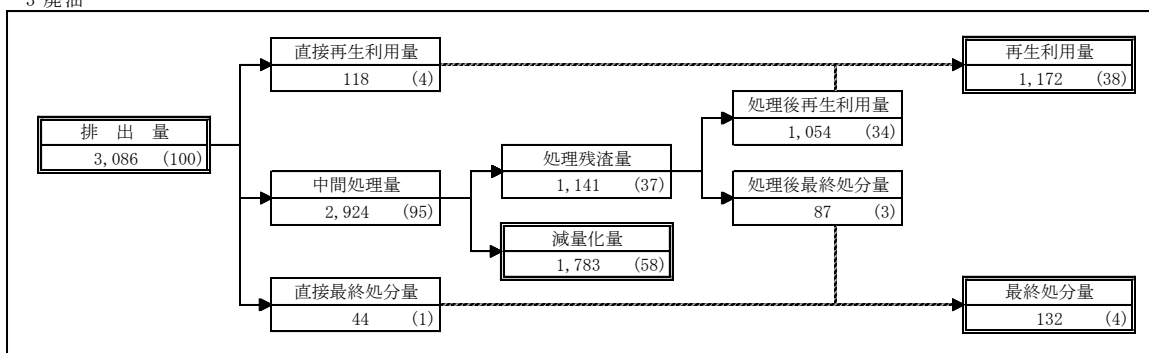 3 廃油
直接再生利用量
118 (4)
再生利用量
1,172 (38)
処理後再生利用量
1,054 (34)
排 出 量
3,086 (100)
処理残渣量
1,141 (37)
中間処理量
2,924 (95)
処理後最終処分量
87 (3)
減量化量
1,783 (58)
直接最終処分量
44 (1)
最終処分量
132 (4)